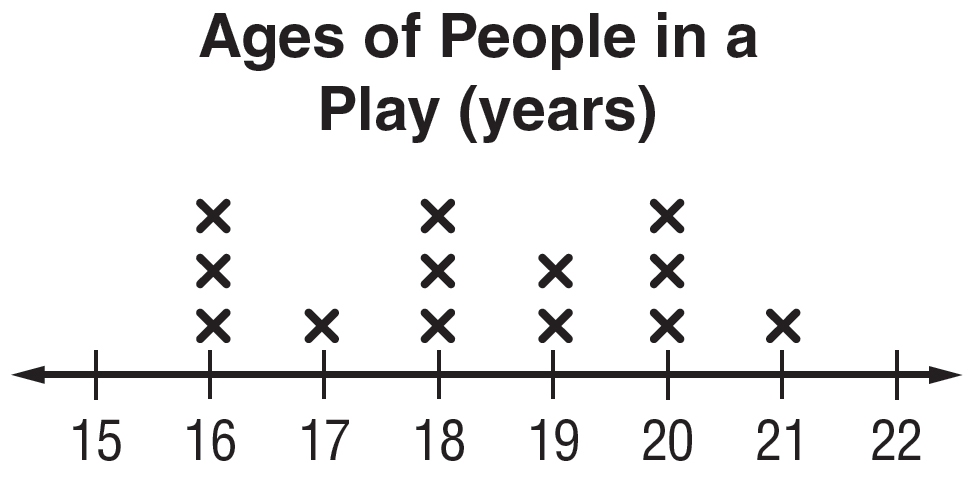 Ages of People in a
Play (years)
15 16 17 18 19 20 21 22